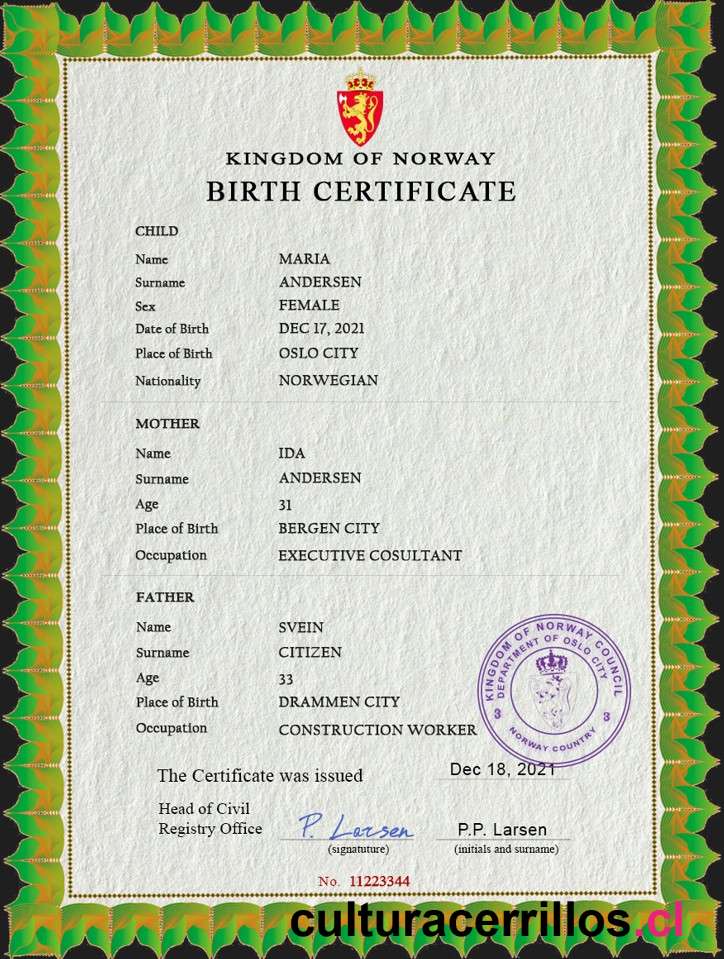 KINGDOM OF NORWAY
BIRTH CERTIFICATE
CHILD
Name MARIA
Surname ANDERSEN
Sex FEMALE
Date of Birth DEC 17, 2021
Place of Birth OSLO CITY
Nationality NORWEGIAN
MOTHER
Name IDA
Surname ANDERSEN
Age 31
Place of Birth BERGEN CITY
Occupation EXECUTIVE COSULTANT
FATHER
Name SVEIN
Surname CITIZEN
Age 33
Place of Birth DRAMMEN CITY
Occupation CONSTRUCTION WORKER
KINGDOM OF NORWAY COUNCIL
DEPARTMENT OF OSLO CITY
3 3
NORWAY COUNTRY
The Certificate was issued Dec 18, 2021
Head of Civil
Registry Office P. Larsen P.P. Larsen
(signatuture) (initials and surname)
No. 11223344
culturacerrillos.cl